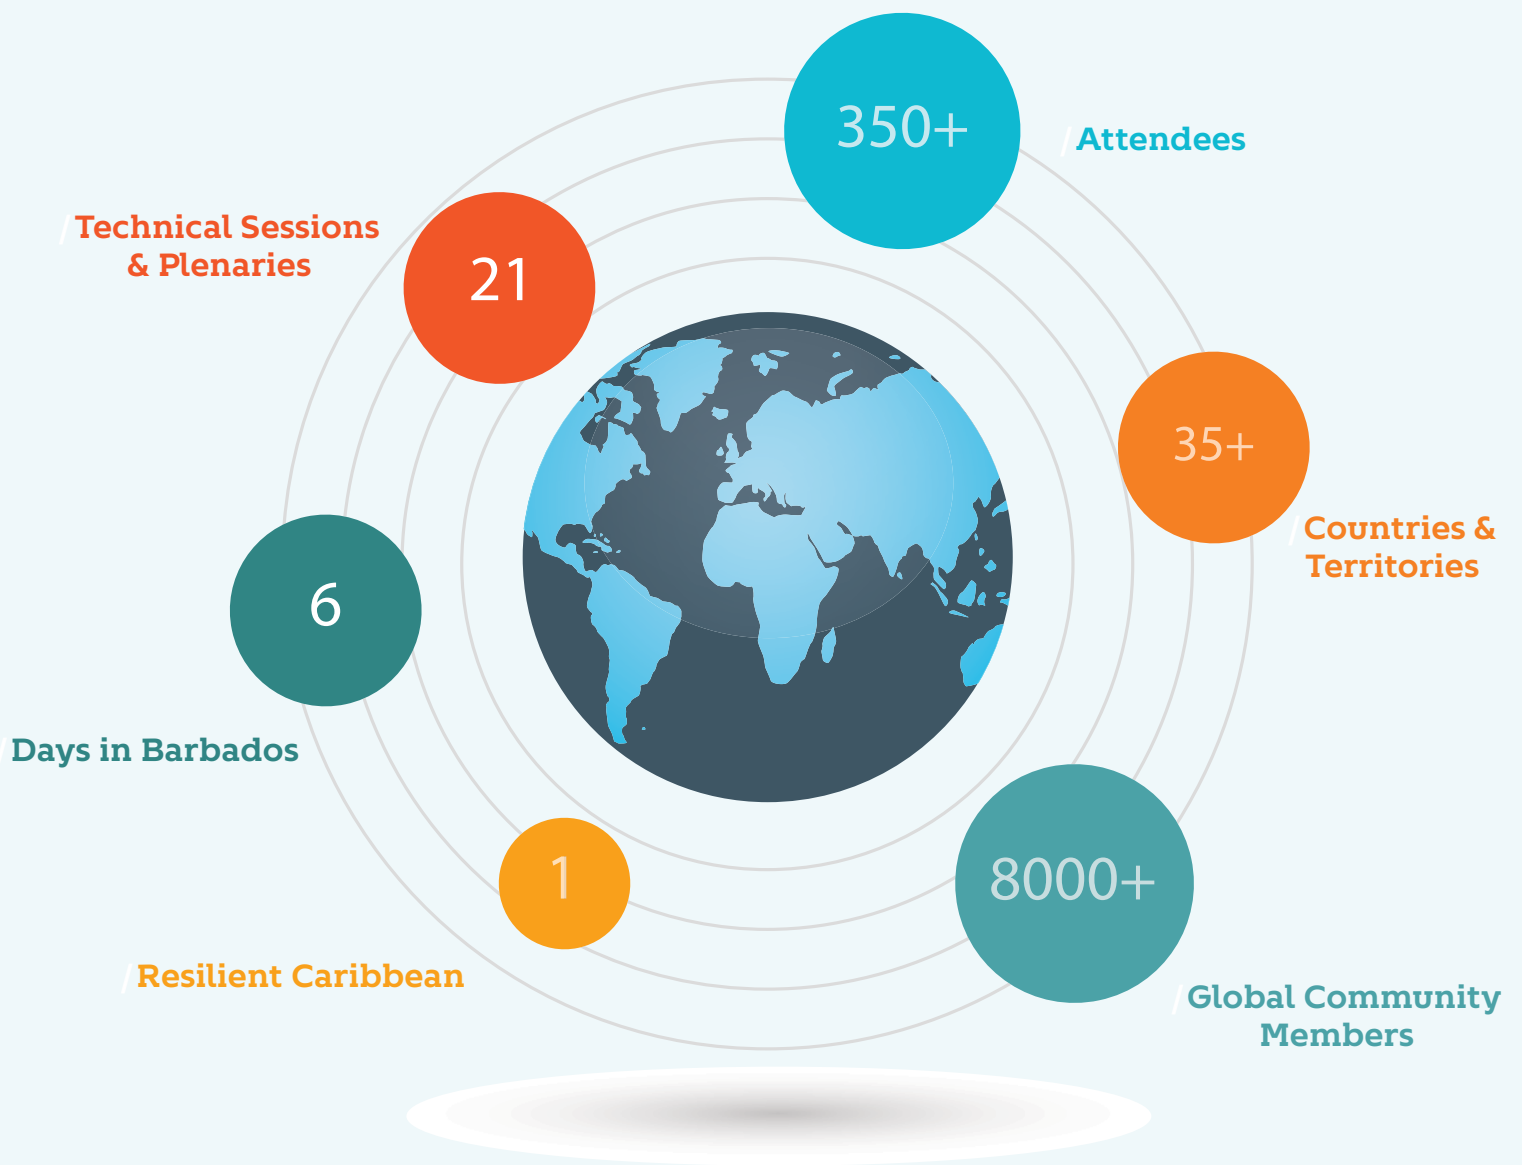 350+
/Attendees
/Technical Sessions
& Plenaries
21
35+
/Countries &
Territories
6
/Days in Barbados
1
/Resilient Caribbean
8000+
/Global Community
Members